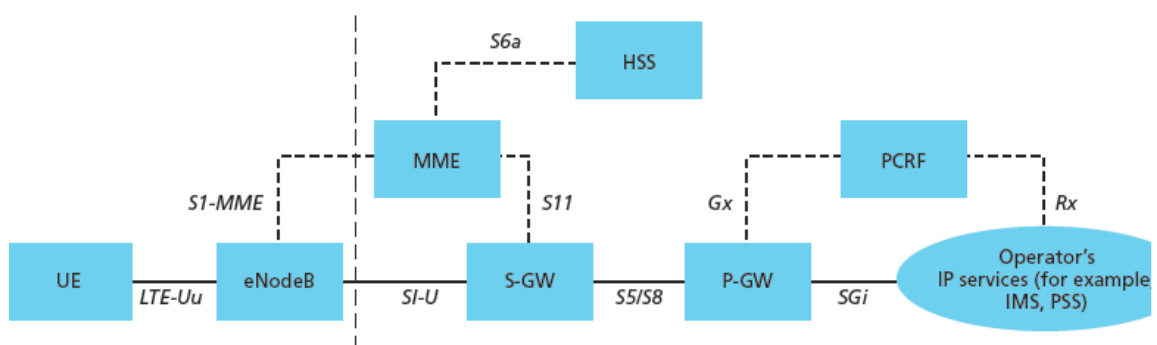 S6a
HSS
MME
PCRF
S1-MME
S11
Gx
Rx
UE
LTE-Uu
eNodeB
SI-U
S-GW
S5/S8
P-GW
SGi
Operator's
IP services (for example,
IMS, PSS)